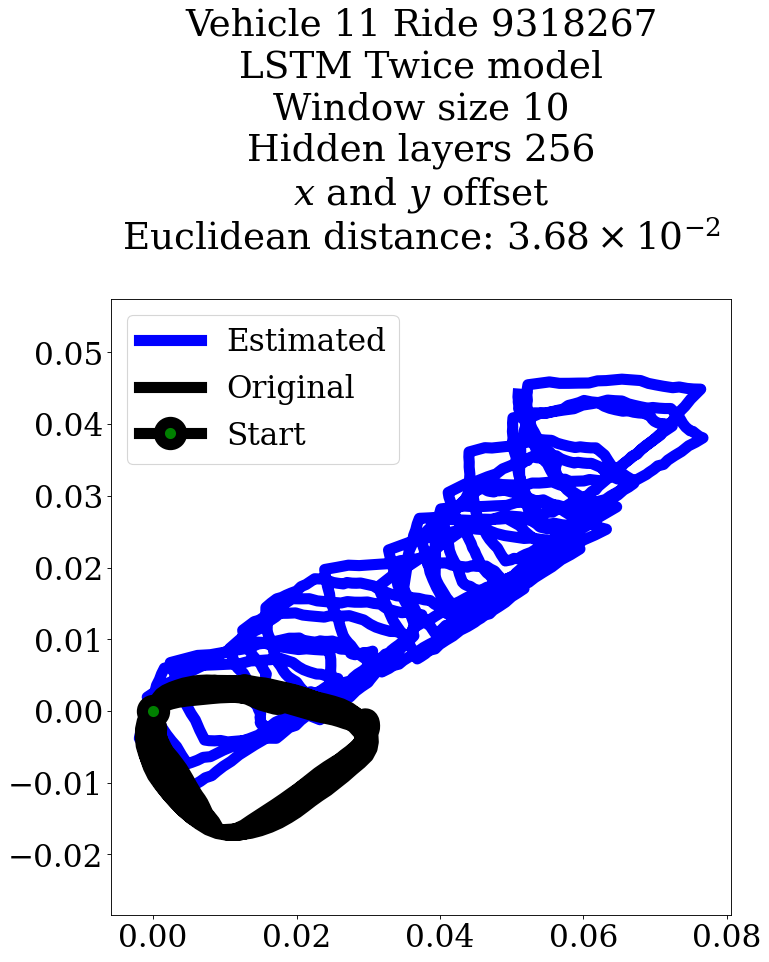 Vehicle 11 Ride 9318267
LSTM Twice model
Window size 10
Hidden layers 256
x and y offset
Euclidean distance: 3.68 × 10⁻²
Estimated
Original
Start
0.05
0.04
0.03
0.02
0.01
0.00
−0.01
−0.02
0.00 0.02 0.04 0.06 0.08